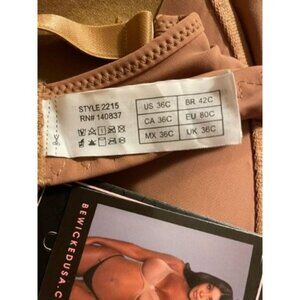 STYLE 2215
RN# 140837
US 36C BR 42C
CA 36C EU 80C
MX 36C UK 36C
BEWICKEDUSA.C